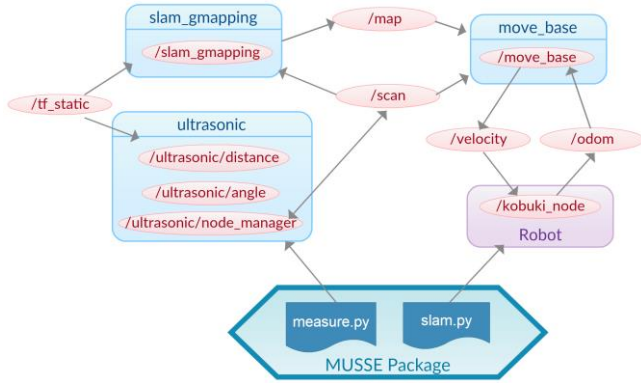 slam_gmapping
/map
move_base
/slam_gmapping
/move_base
/tf_static
/scan
ultrasonic
/velocity
/odom
/ultrasonic/distance
/ultrasonic/angle
/ultrasonic/node_manager
/kobuki_node
Robot
measure.py
slam.py
MUSSE Package